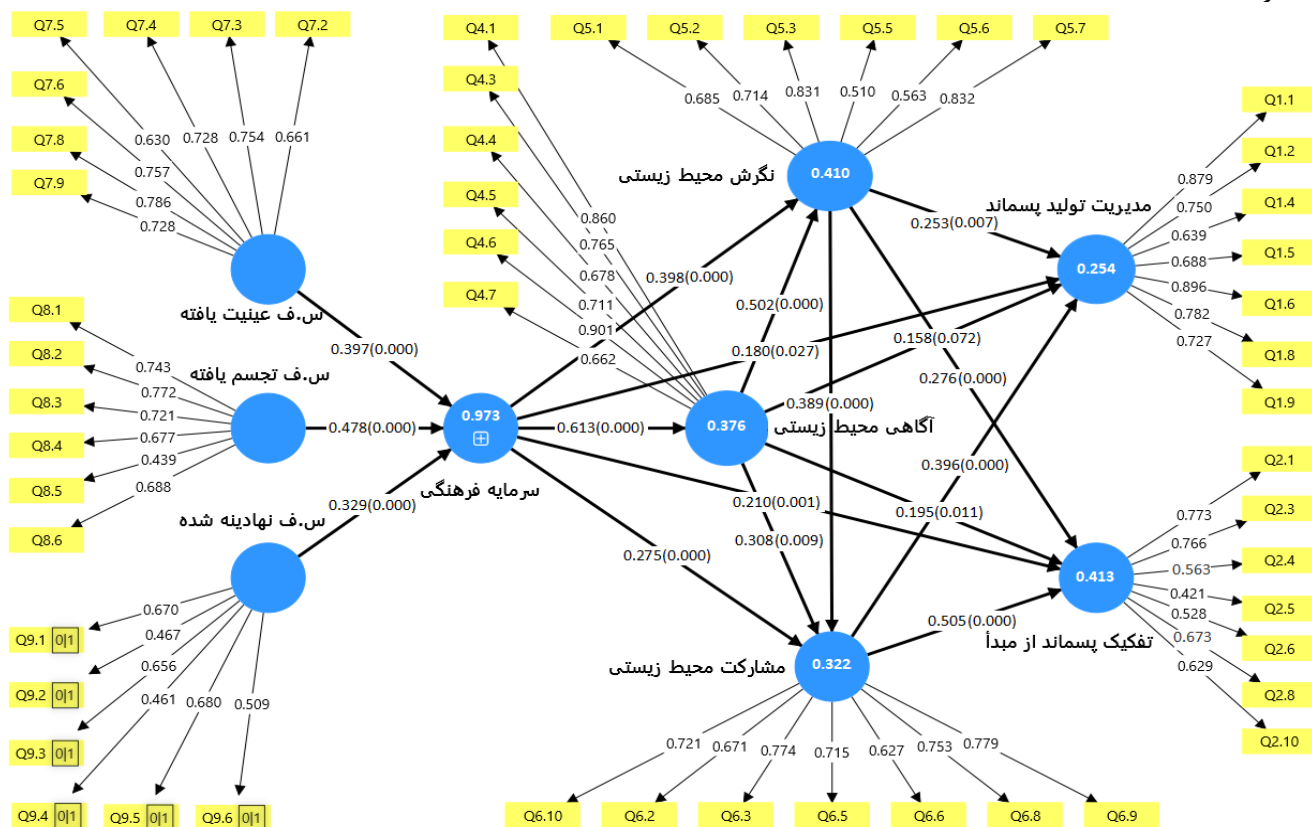 Q7.5
Q7.4
Q7.3
Q7.2
Q7.6
Q7.8
Q7.9
0.630
0.728
0.754
0.661
0.757
0.786
0.728
س.ف عینیت یافته
0.397(0.000)
Q8.1
Q8.2
Q8.3
Q8.4
Q8.5
Q8.6
0.743
0.772
0.721
0.677
0.439
0.688
س.ف تجسم یافته
0.478(0.000)
س.ف نهادینه شده
0.329(0.000)
0.670
0.467
0.656
0.461
0.680
0.509
Q9.1 0|1
Q9.2 0|1
Q9.3 0|1
Q9.4 0|1
Q9.5 0|1
Q9.6 0|1
0.973
سرمایه فرهنگی
Q4.1
Q4.3
Q4.4
Q4.5
Q4.6
Q4.7
0.860
0.765
0.678
0.711
0.901
0.662
0.613(0.000)
0.376
آگاهی محیط زیستی
Q5.1
Q5.2
Q5.3
Q5.5
Q5.6
Q5.7
0.685
0.714
0.831
0.510
0.563
0.832
نگرش محیط زیستی
0.410
0.398(0.000)
0.502(0.000)
0.180(0.027)
0.389(0.000)
0.253(0.007)
0.158(0.072)
0.276(0.000)
0.396(0.000)
0.210(0.001)
0.195(0.011)
0.308(0.009)
0.275(0.000)
0.505(0.000)
مدیریت تولید پسماند
0.254
0.879
0.750
0.639
0.688
0.896
0.782
0.727
Q1.1
Q1.2
Q1.4
Q1.5
Q1.6
Q1.8
Q1.9
0.413
تفکیک پسماند از مبدأ
0.773
0.766
0.563
0.421
0.528
0.673
0.629
Q2.1
Q2.3
Q2.4
Q2.5
Q2.6
Q2.8
Q2.10
مشارکت محیط زیستی
0.322
0.721
0.671
0.774
0.715
0.627
0.753
0.779
Q6.10
Q6.2
Q6.3
Q6.5
Q6.6
Q6.8
Q6.9